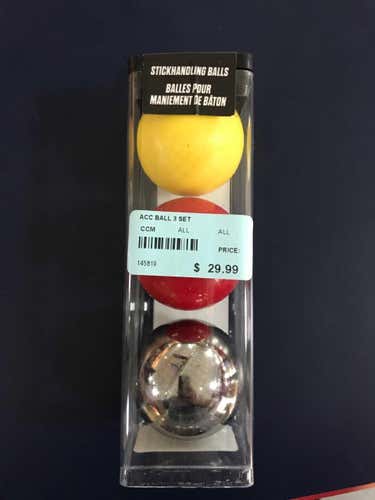 STICKHANDLING BALLS
BALLES POUR
MANIEMENT DE BÂTON
ACC BALL 3 SET
CCM ALL ALL
PRICE:
145819
$ 29.99